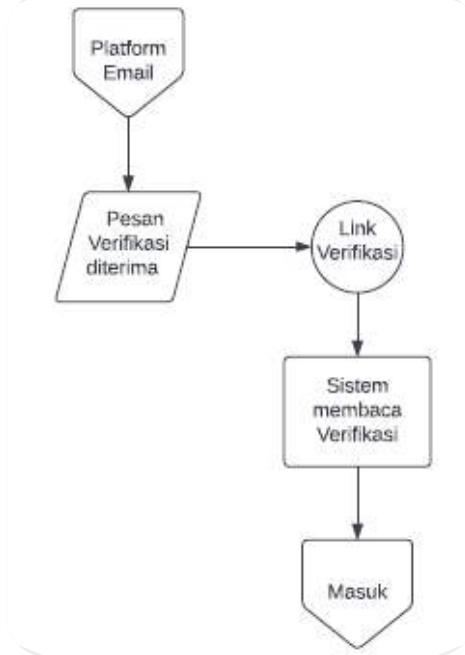 Platform
Email
Pesan
Verifikasi
diterima
Link
Verifikasi
Sistem
membaca
Verifikasi
Masuk